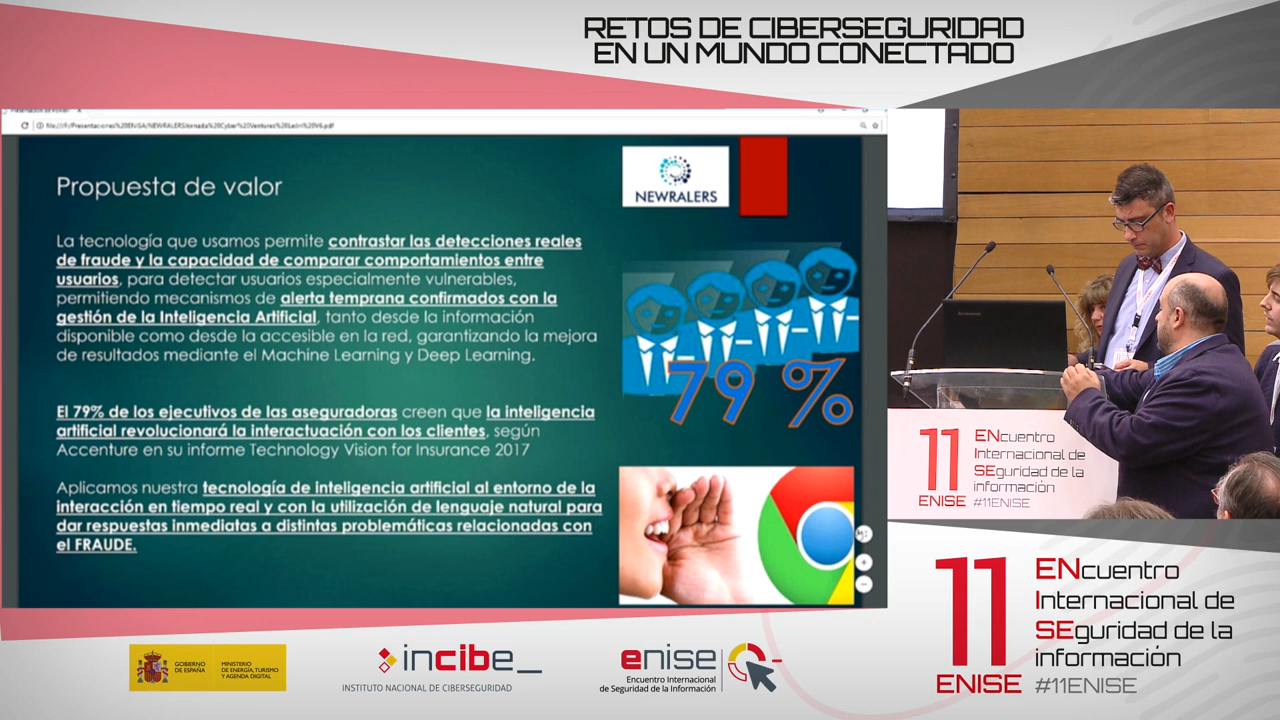 RETOS DE CIBERSEGURIDAD
EN UN MUNDO CONECTADO
Propuesta de valor
NEWRALERS
La tecnología que usamos permite contrastar las detecciones reales
de fraude y la capacidad de comparar comportamientos entre
usuarios, para detectar usuarios especialmente vulnerables,
permitiendo mecanismos de alerta temprana confirmados con la
gestión de la Inteligencia Artificial, tanto desde la información
disponible como desde la accesible en la red, garantizando la mejora
de resultados mediante el Machine Learning y Deep Learning.
79 %
El 79% de los ejecutivos de las aseguradoras creen que la inteligencia
artificial revolucionará la interactuación con los clientes, según
Accenture en su informe Technology Vision for Insurance 2017
Aplicamos nuestra tecnología de inteligencia artificial al entorno de la
interacción en tiempo real y con la utilización de lenguaje natural para
dar respuestas inmediatas a distintas problemáticas relacionadas con
el FRAUDE.
11
ENISE
ENcuentro
Internacional de
SEguridad de la
información
#11ENISE
11
ENISE
ENcuentro
Internacional de
SEguridad de la
información
#11ENISE
GOBIERNO
DE ESPAÑA
MINISTERIO
DE ENERGÍA, TURISMO
Y AGENDA DIGITAL
incibe_
INSTITUTO NACIONAL DE CIBERSEGURIDAD
enise
Encuentro Internacional
de Seguridad de la Información